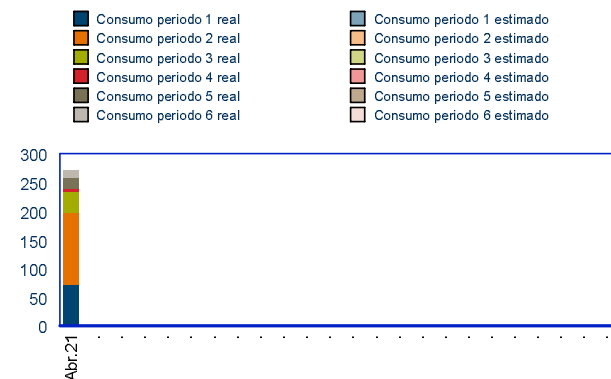 Consumo periodo 1 real
Consumo periodo 2 real
Consumo periodo 3 real
Consumo periodo 4 real
Consumo periodo 5 real
Consumo periodo 6 real
Consumo periodo 1 estimado
Consumo periodo 2 estimado
Consumo periodo 3 estimado
Consumo periodo 4 estimado
Consumo periodo 5 estimado
Consumo periodo 6 estimado
300
250
200
150
100
50
0
Abr.21
. . . . . . . . . . . . . . . . . . . . . . .